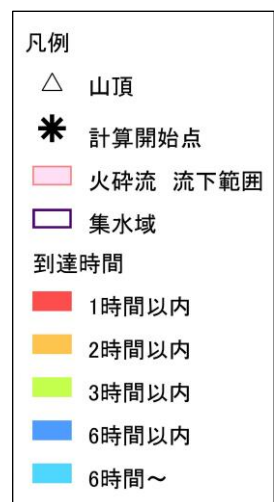 凡例
山頂
計算開始点
火砕流 流下範囲
集水域
到達時間
1時間以内
2時間以内
3時間以内
6時間以内
6時間～